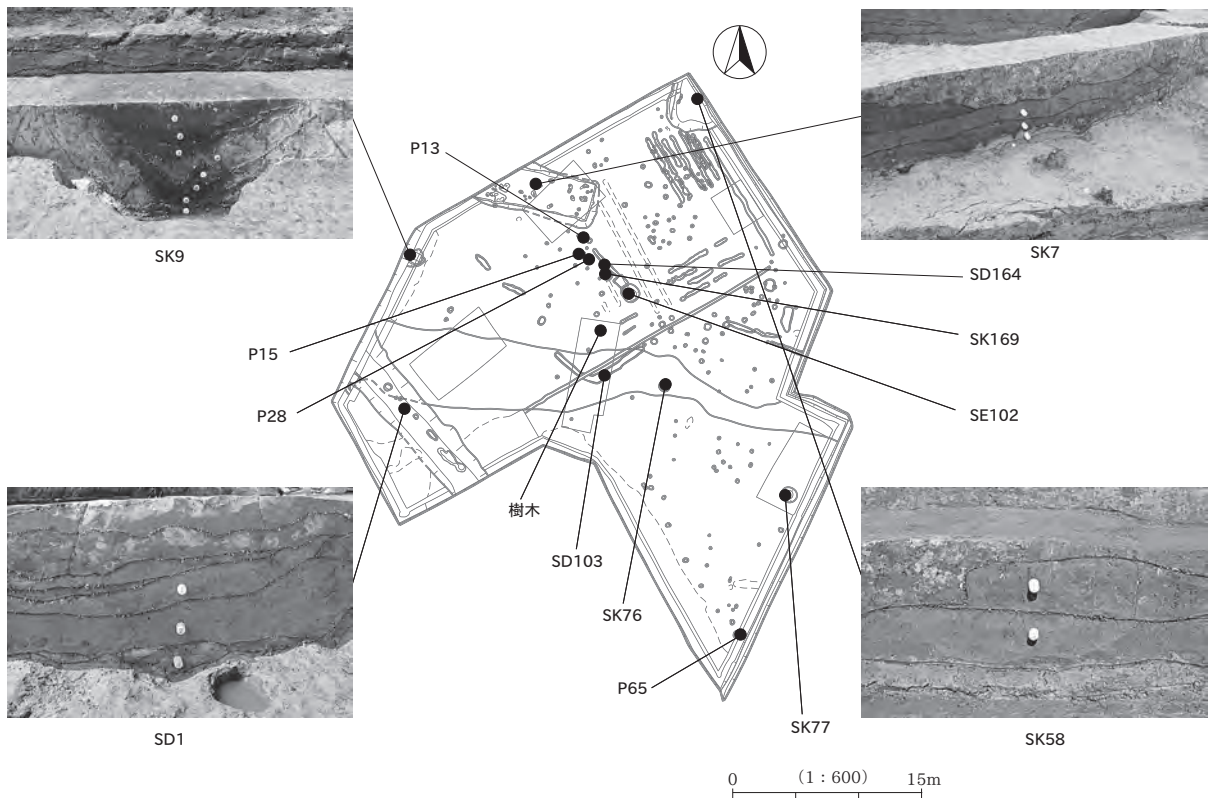 SK9
SK7
P13
SD164
SK169
P15
P28
SE102
樹木
SD103
SK76
P65
SK77
SD1
SK58
0 (1：600) 15m